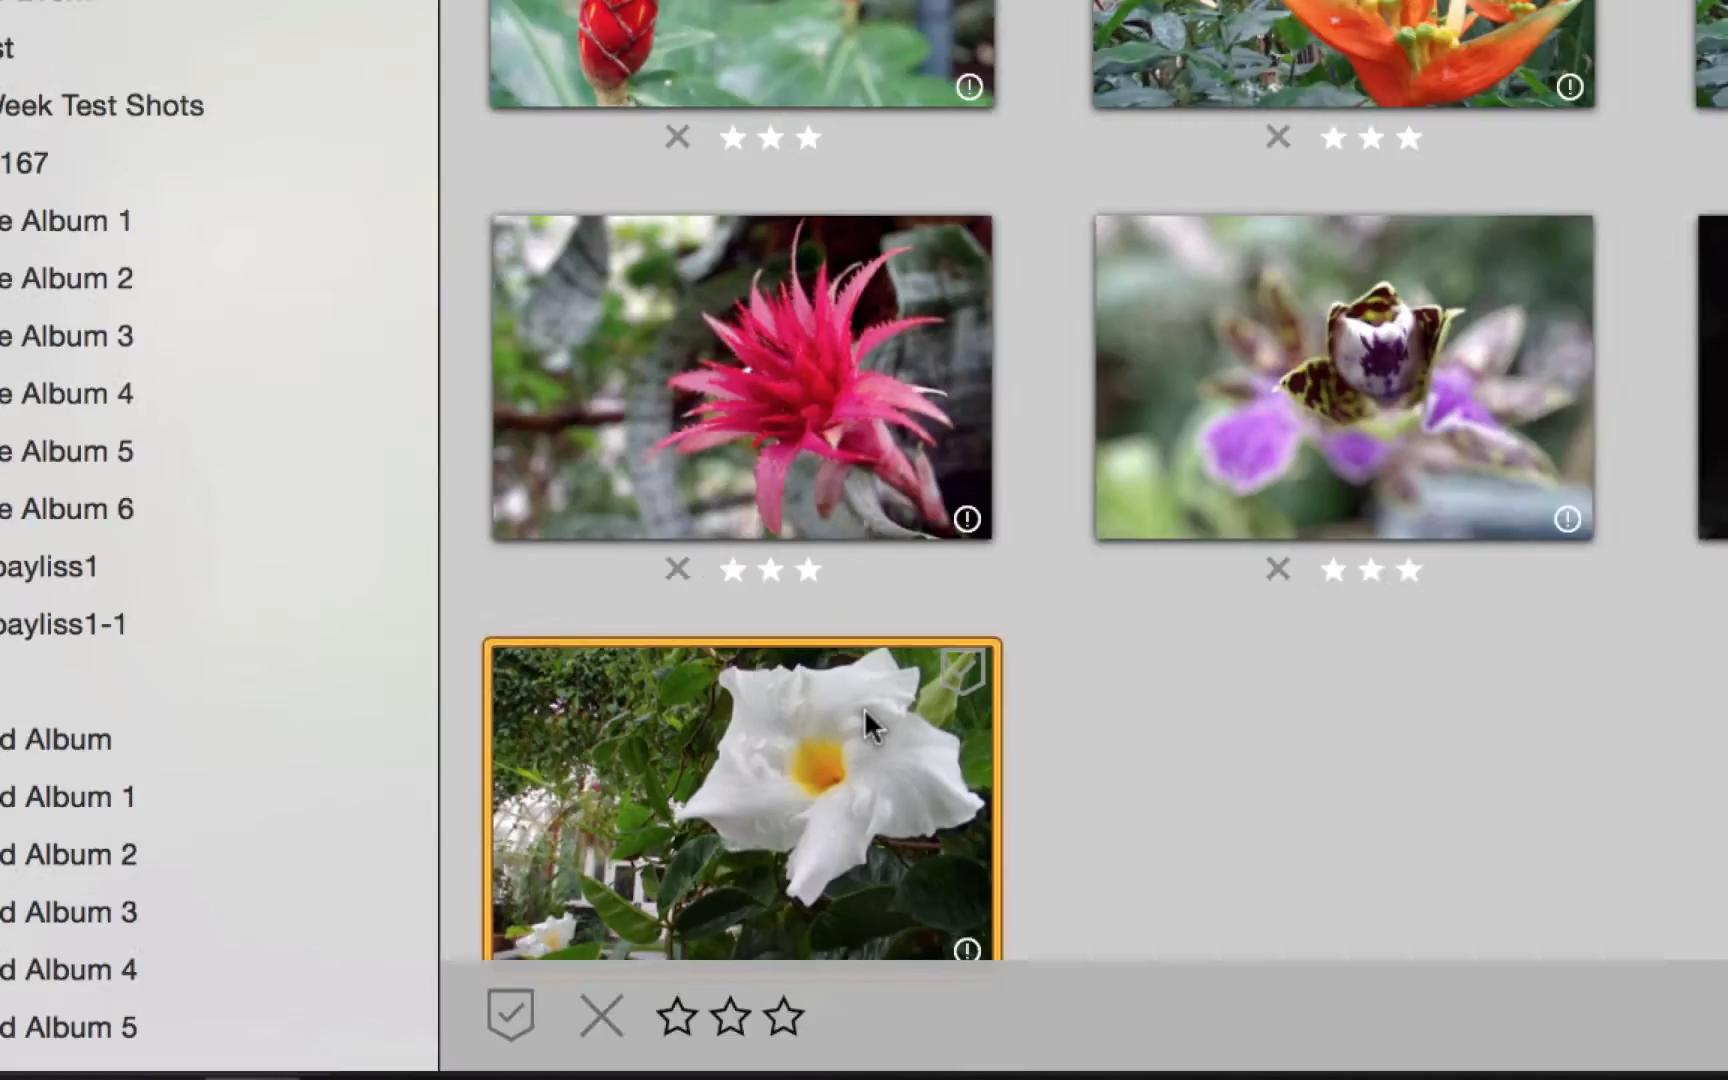 st
Week Test Shots
167
e Album 1
e Album 2
e Album 3
e Album 4
e Album 5
e Album 6
bayliss1
bayliss1-1
d Album
d Album 1
d Album 2
d Album 3
d Album 4
d Album 5